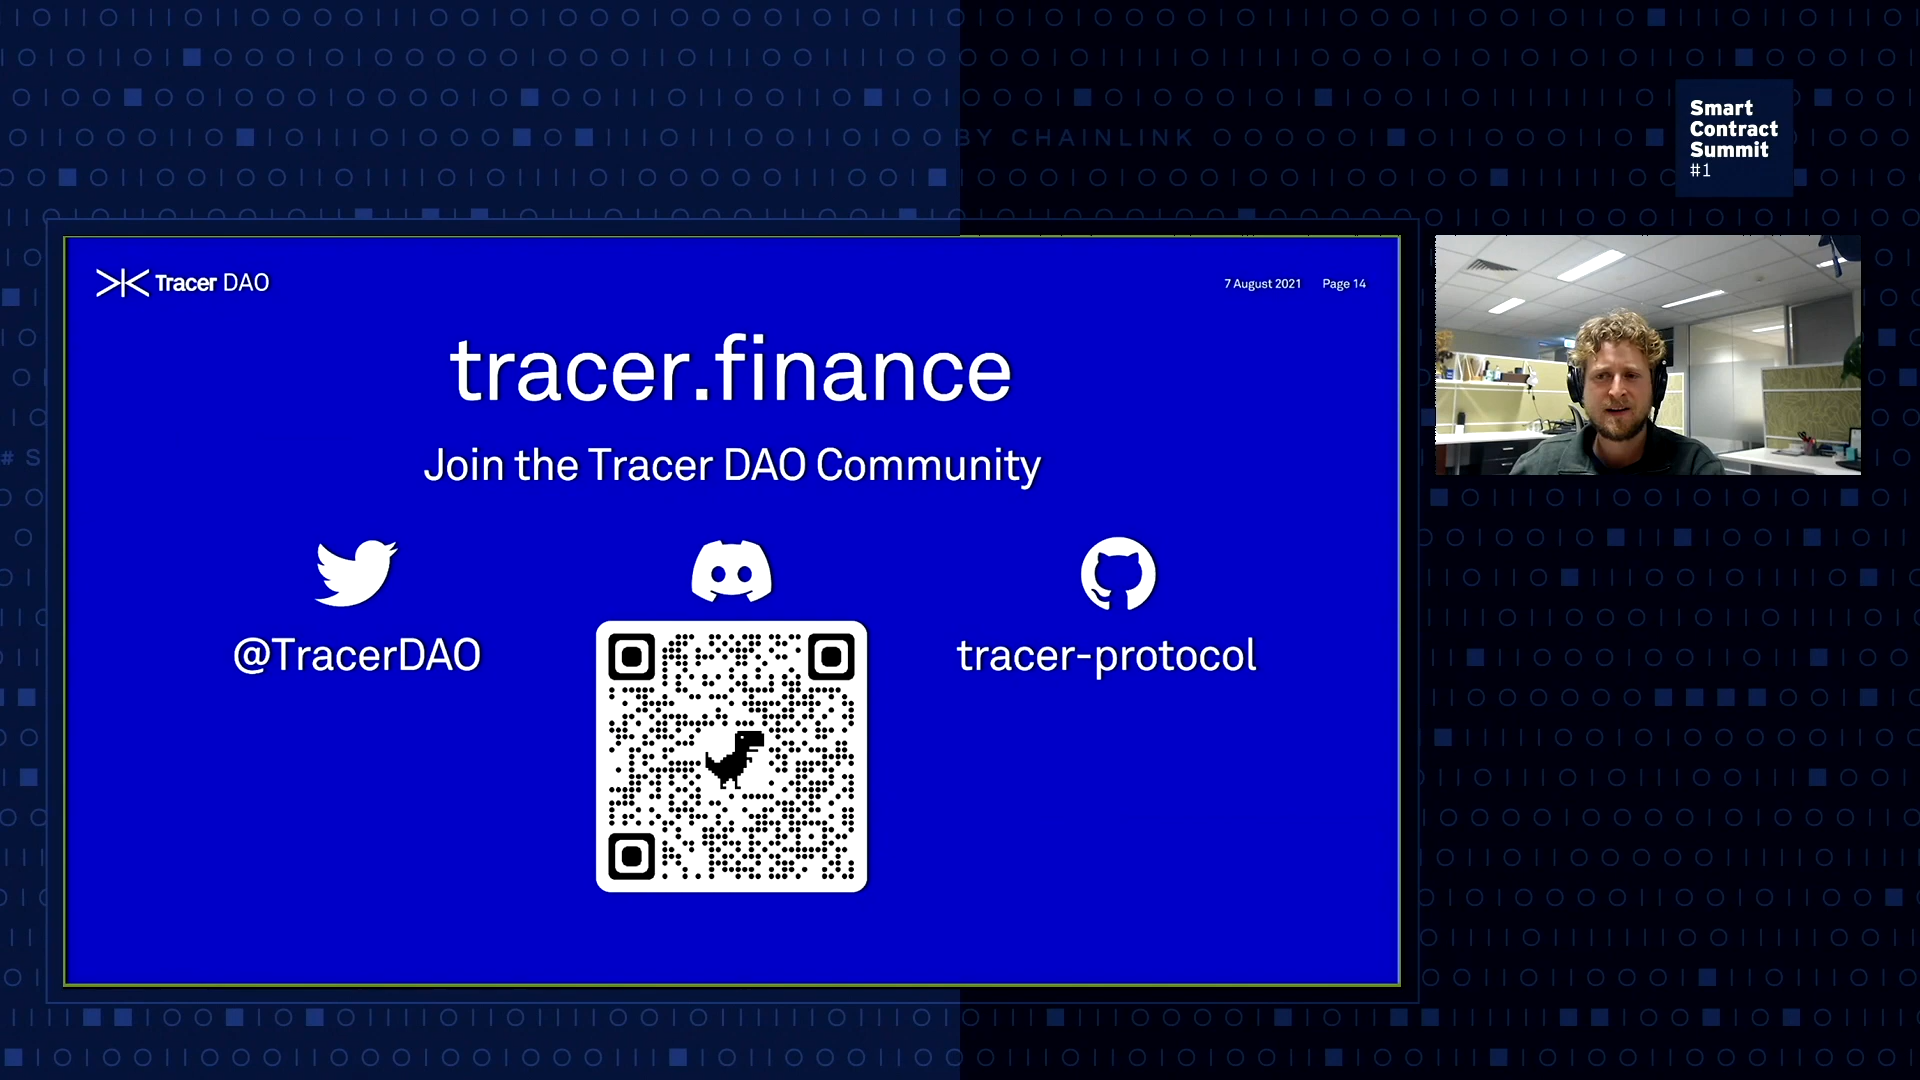 BY CHAINLINK
Smart
Contract
Summit
#1
Tracer DAO
7 August 2021 Page 14
tracer.finance
Join the Tracer DAO Community
@TracerDAO
tracer-protocol
# S